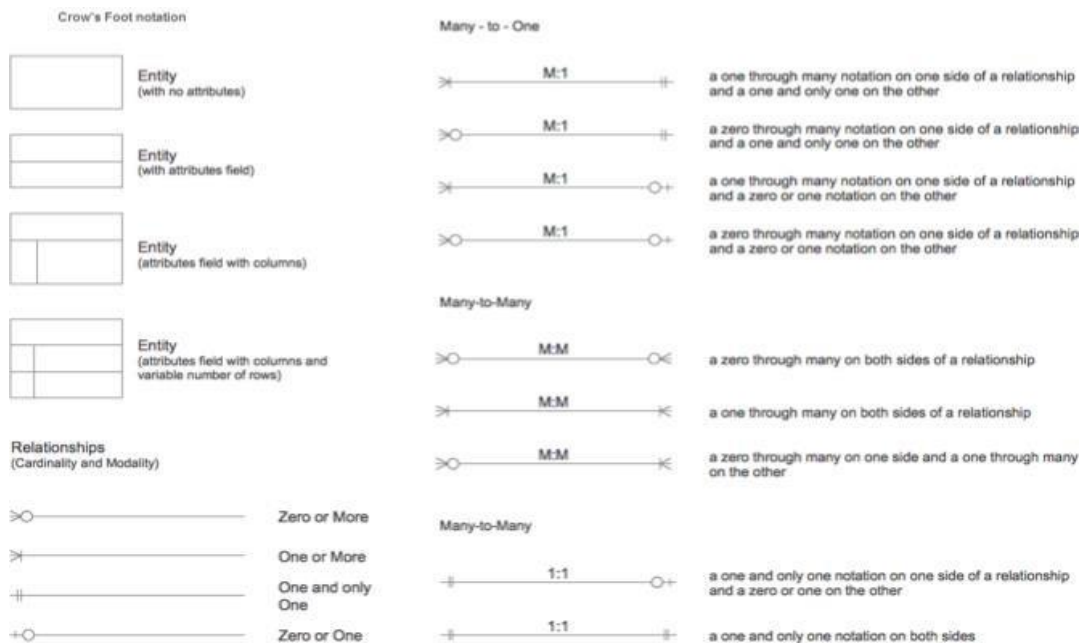 Crow's Foot notation
Entity
(with no attributes)
Entity
(with attributes field)
Entity
(attributes field with columns)
Entity
(attributes field with columns and
variable number of rows)
Relationships
(Cardinality and Modality)
Zero or More
One or More
One and only
One
Zero or One
Many - to - One
M:1
a one through many notation on one side of a relationship
and a one and only one on the other
M:1
a zero through many notation on one side of a relationship
and a one and only one on the other
M:1
a one through many notation on one side of a relationship
and a zero or one notation on the other
M:1
a zero through many notation on one side of a relationship
and a zero or one notation on the other
Many-to-Many
M:M
a zero through many on both sides of a relationship
M:M
a one through many on both sides of a relationship
M:M
a zero through many on one side and a one through many
on the other
Many-to-Many
1:1
a one and only one notation on one side of a relationship
and a zero or one on the other
1:1
a one and only one notation on both sides